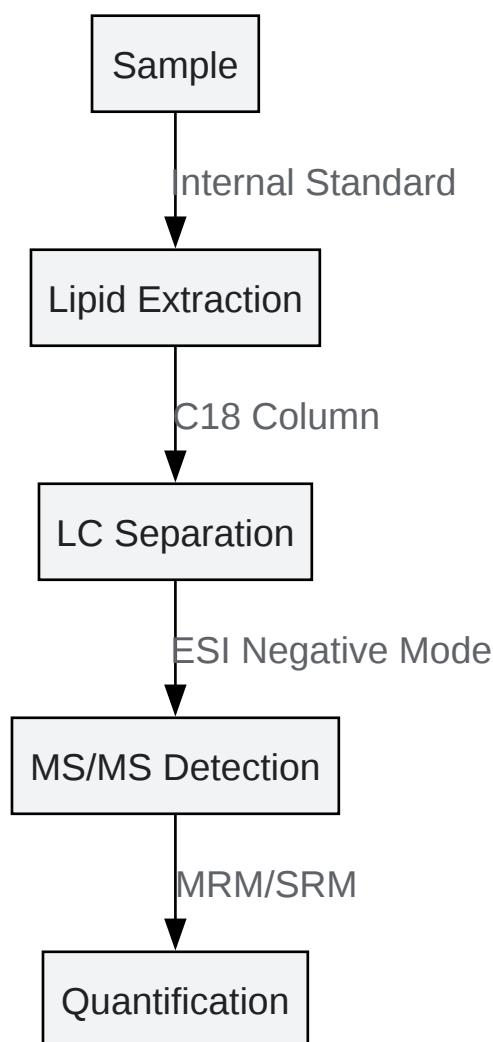 Sample
Internal Standard
Lipid Extraction
C18 Column
LC Separation
ESI Negative Mode
MS/MS Detection
MRM/SRM
Quantification